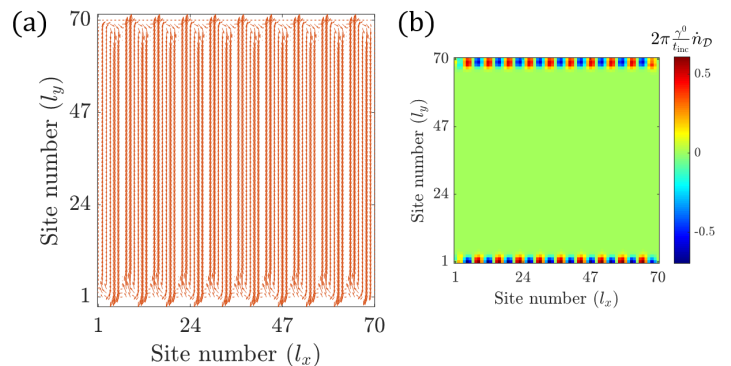 (a)
70
47
24
1
Site number (l_y)
1 24 47 70
Site number (l_x)
(b)
2π γ⁰/t_inc ṅ_𝒟
70
47
24
1
Site number (l_y)
1 24 47 70
Site number (l_x)
0.5
0
-0.5